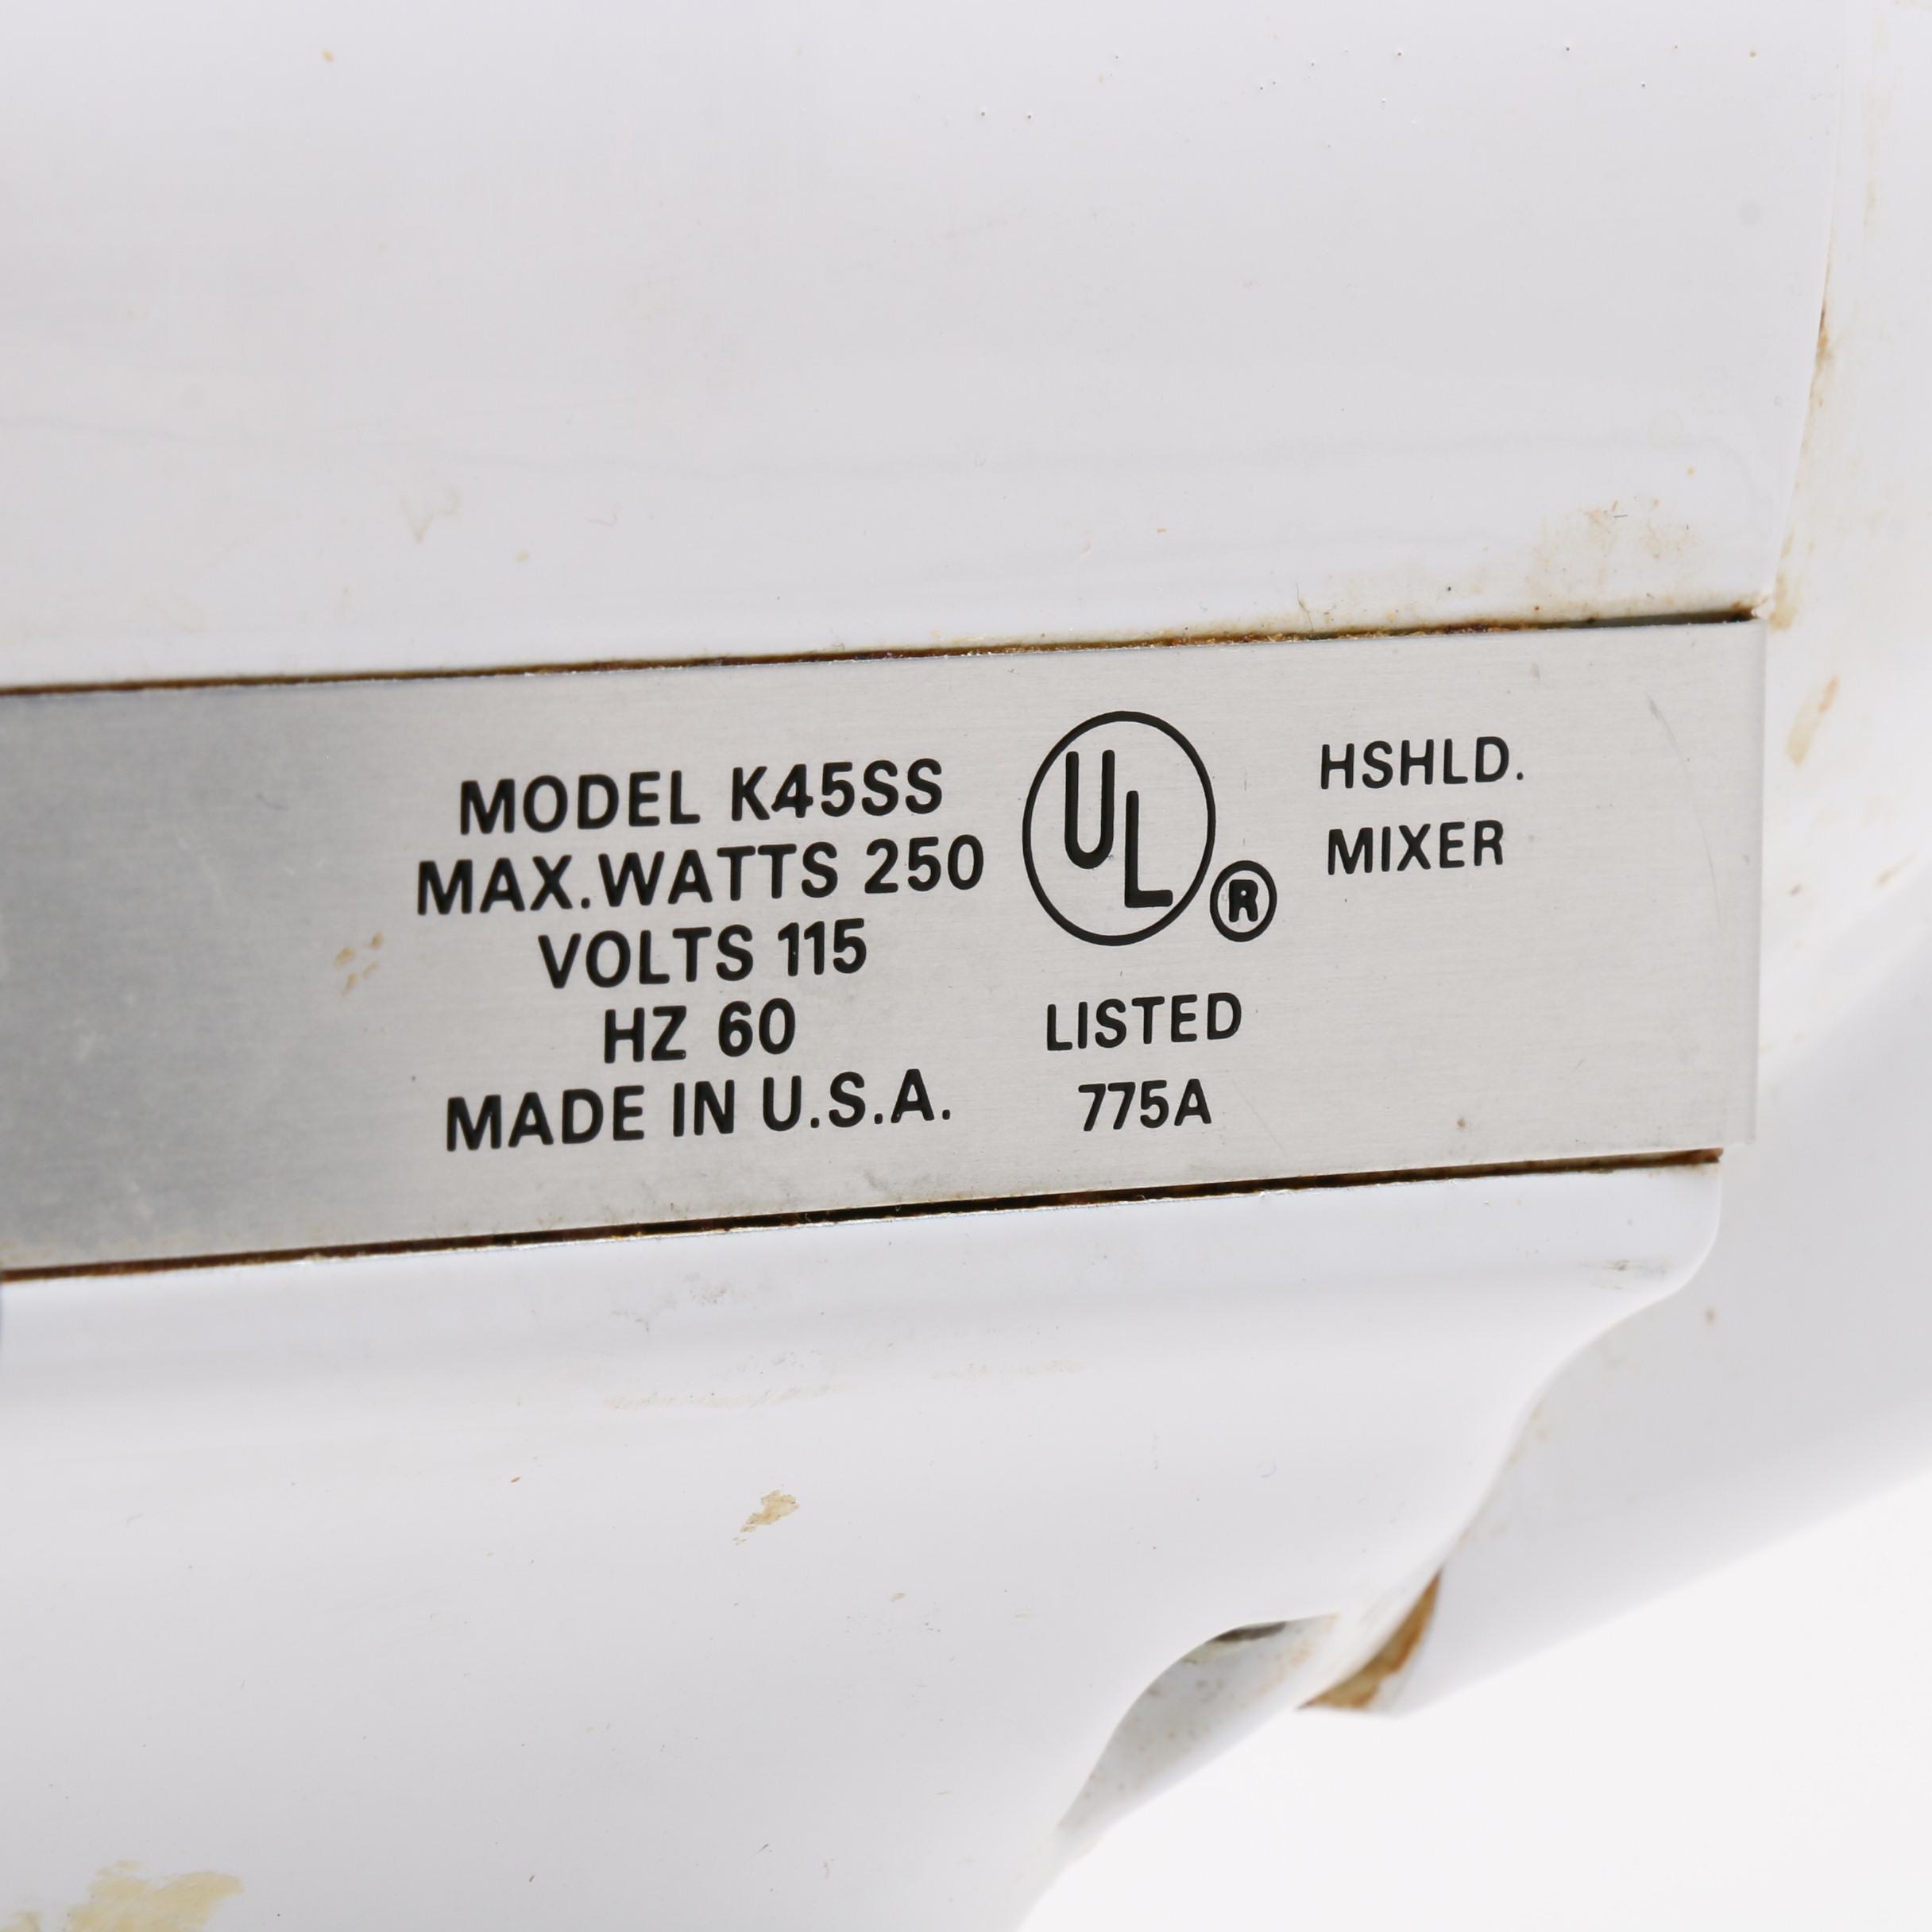 MODEL K45SS
MAX.WATTS 250
VOLTS 115
HZ 60
MADE IN U.S.A.
UL ®
LISTED
775A
HSHLD.
MIXER